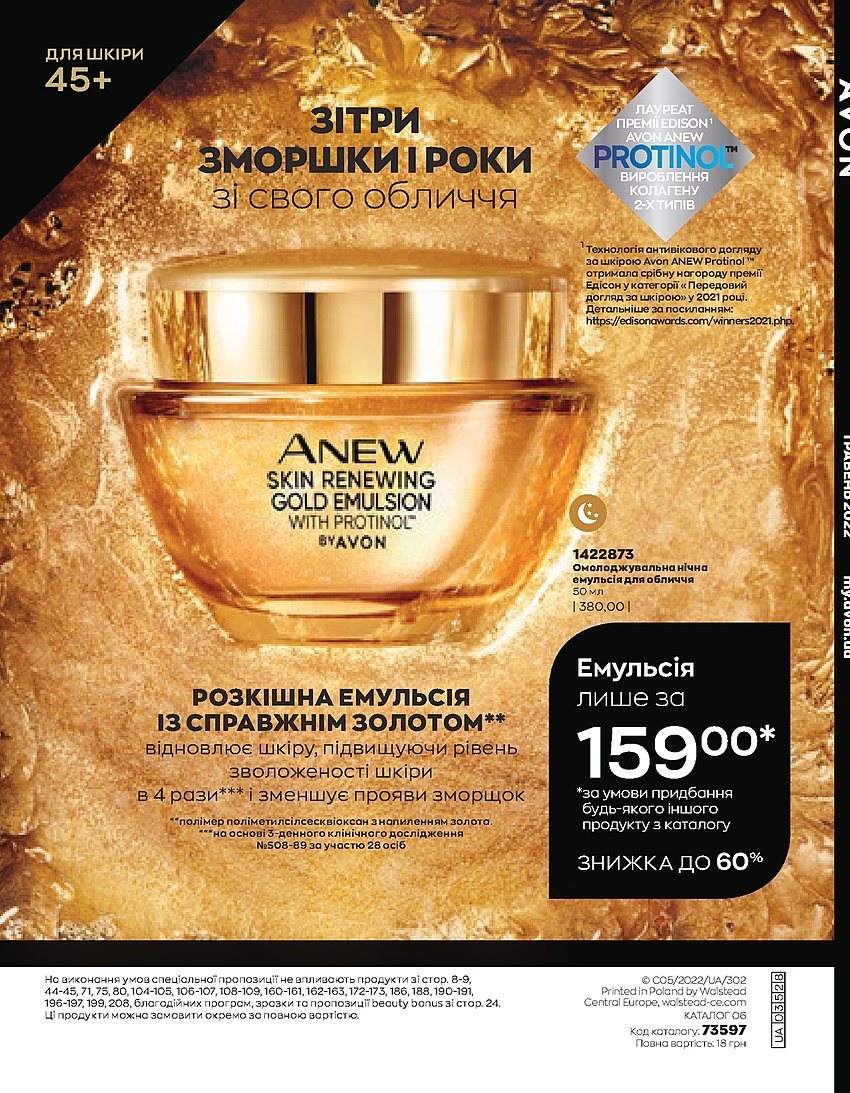 ДЛЯ ШКІРИ
45+
ЗІТРИ
ЗМОРШКИ І РОКИ
зі свого обличчя
ЛАУРЕАТ
ПРЕМІЇ EDISON¹
AVON ANEW
PROTINOL™
ВИРОБЛЕННЯ
КОЛАГЕНУ
2-Х ТИПІВ
¹ Технологія антивікового догляду
за шкірою Avon ANEW Protinol ™
отримала срібну нагороду премії
Едісон у категорії « Передовий
догляд за шкірою» у 2021 році.
Детальніше за посиланням:
https://edisonawards.com/winners2021.php.
ANEW
SKIN RENEWING
GOLD EMULSION
WITH PROTINOL™
BY AVON
1422873
Омолоджувальна нічна
емульсія для обличчя
50 мл
| 380,00 |
РОЗКІШНА ЕМУЛЬСІЯ
ІЗ СПРАВЖНІМ ЗОЛОТОМ**
відновлює шкіру, підвищуючи рівень
зволоженості шкіри
в 4 рази*** і зменшує прояви зморщок
**полімер поліметилсілсесквіоксан з напиленням золота.
***на основі 3-денного клінічного дослідження
№S08-89 за участю 28 осіб
Емульсія
лише за
159⁰⁰*
*за умови придбання
будь-якого іншого
продукту з каталогу
ЗНИЖКА ДО 60%
На виконання умов спеціальної пропозиції не впливають продукти зі стор. 8-9,
44-45, 71, 75, 80, 104-105, 106-107, 108-109, 160-161, 162-163, 172-173, 186, 188, 190-191,
196-197, 199, 208, благодійних програм, зразки та пропозиції beauty bonus зі стор. 24.
Ці продукти можна замовити окремо за повною вартістю.
© C05/2022/UA/302
Printed in Poland by Walstead
Central Europe, walstead-ce.com
КАТАЛОГ 06
Код каталогу: 73597
Повна вартість: 18 грн
UA 03528
AVON
ТРАВЕНЬ 2022
myavon.ua